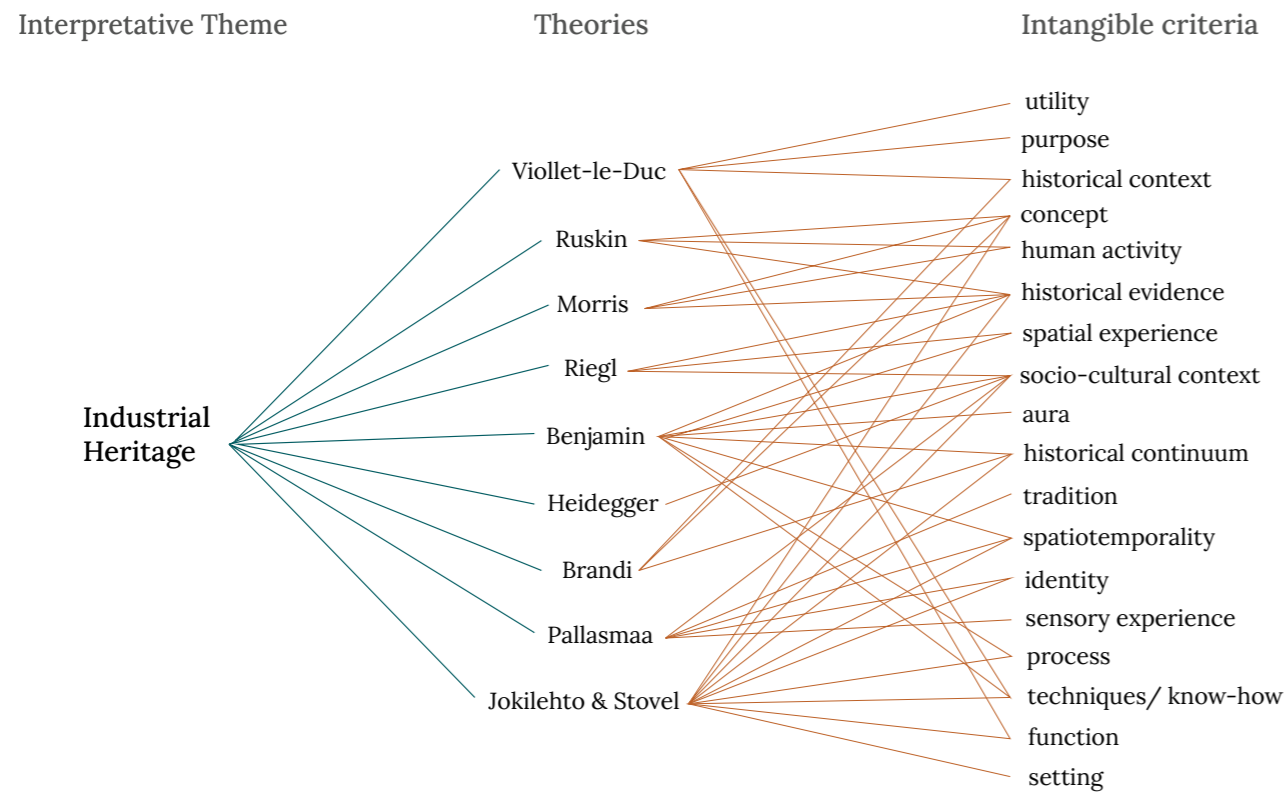 Interpretative Theme
Theories
Intangible criteria
Industrial
Heritage
Viollet-le-Duc
Ruskin
Morris
Riegl
Benjamin
Heidegger
Brandi
Pallasmaa
Jokilehto & Stovel
utility
purpose
historical context
concept
human activity
historical evidence
spatial experience
socio-cultural context
aura
historical continuum
tradition
spatiotemporality
identity
sensory experience
process
techniques/ know-how
function
setting